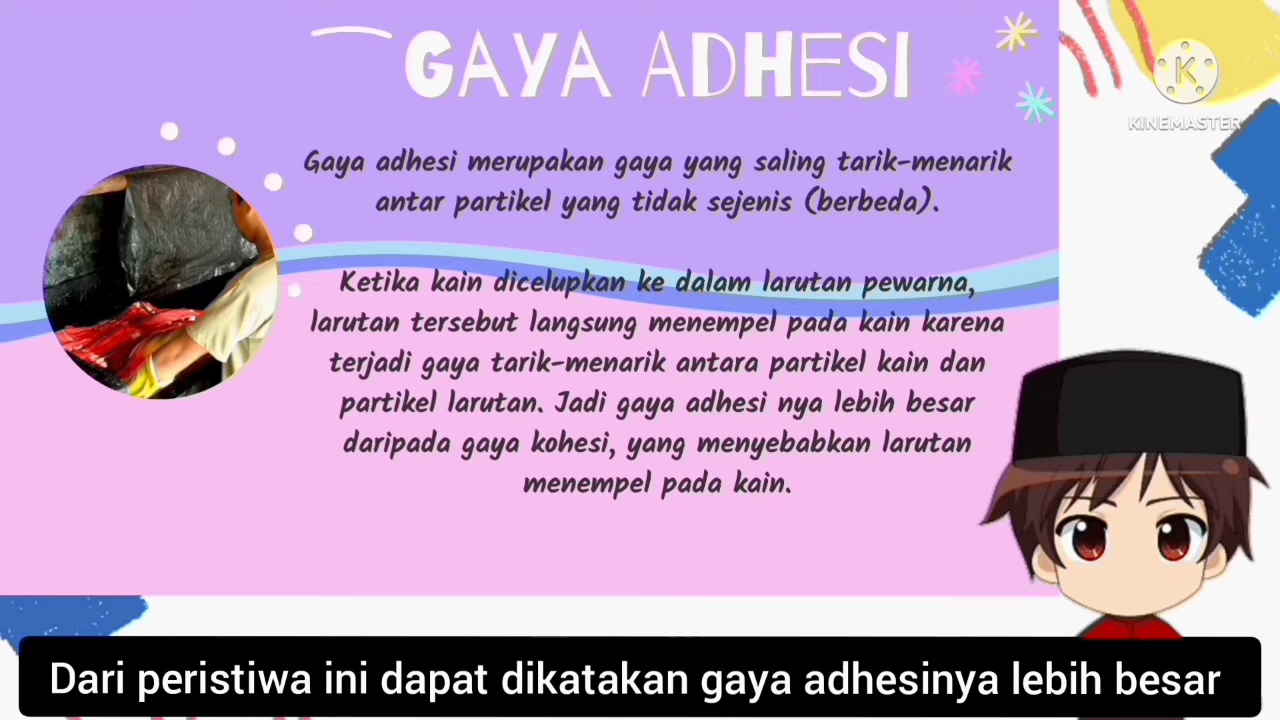 GAYA ADHESI
K
KINEMASTER
Gaya adhesi merupakan gaya yang saling tarik-menarik
antar partikel yang tidak sejenis (berbeda).
Ketika kain dicelupkan ke dalam larutan pewarna,
larutan tersebut langsung menempel pada kain karena
terjadi gaya tarik-menarik antara partikel kain dan
partikel larutan. Jadi gaya adhesi nya lebih besar
daripada gaya kohesi, yang menyebabkan larutan
menempel pada kain.
Dari peristiwa ini dapat dikatakan gaya adhesinya lebih besar